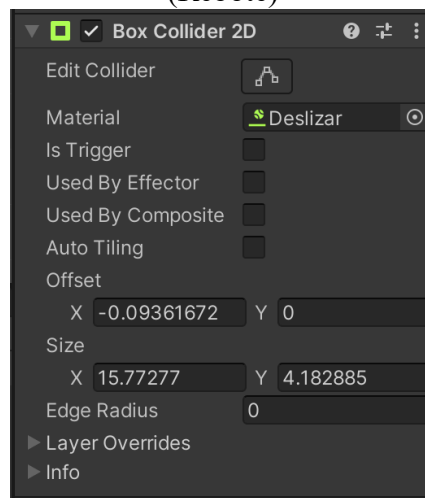 Box Collider 2D
Edit Collider
Material Deslizar
Is Trigger
Used By Effector
Used By Composite
Auto Tiling
Offset
X -0.09361672 Y 0
Size
X 15.77277 Y 4.182885
Edge Radius 0
Layer Overrides
Info